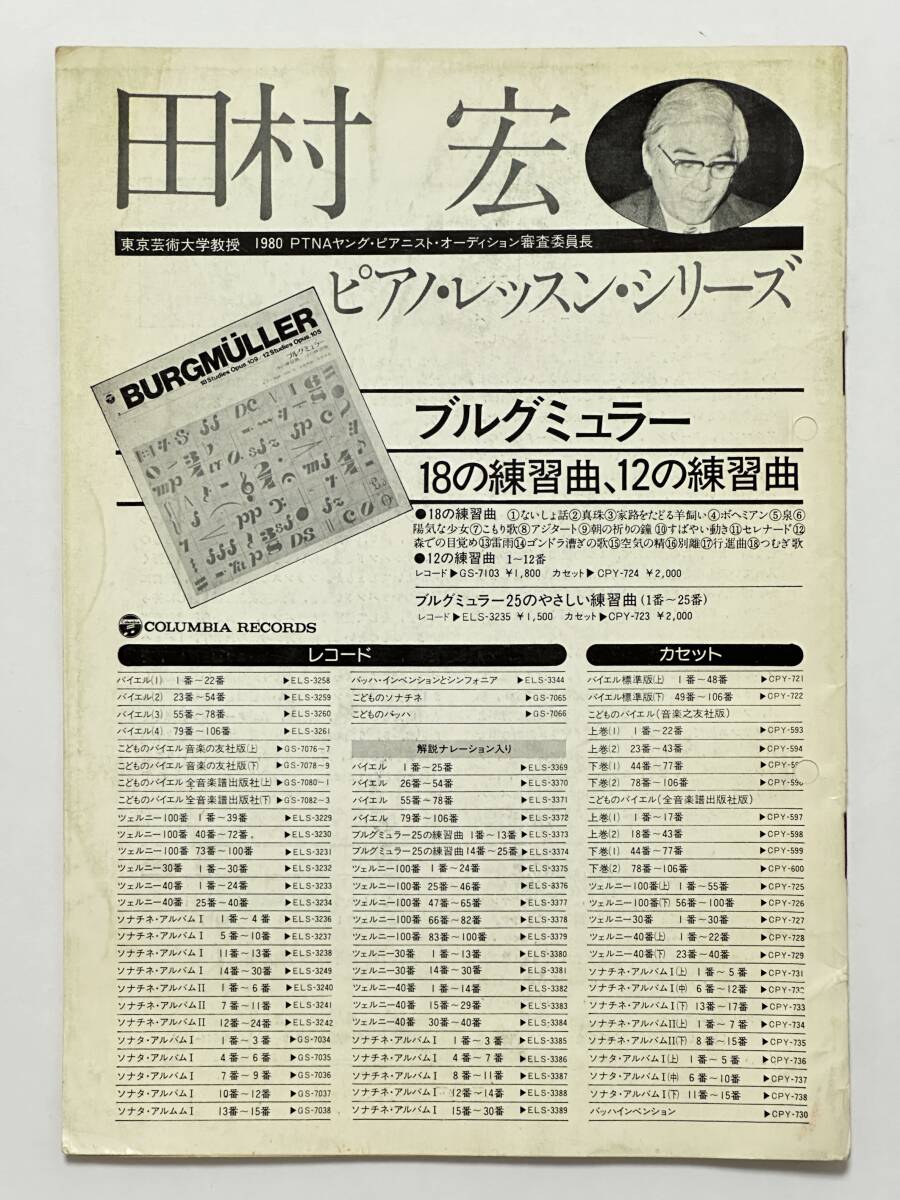 田村 宏
東京芸術大学教授 1980 PTNAヤング・ピアニスト・オーディション審査委員長
ピアノ・レッスン・シリーズ
BURGMÜLLER
18 Studies Opus.109/12 Studies Opus.105
ブルグミュラー
ブルグミュラー
18の練習曲、12の練習曲
●18の練習曲 ①ないしょ話②真珠③家路をたどる羊飼い④ボヘミアン⑤泉⑥
陽気な少女⑦こもり歌⑧アジタート⑨朝の祈りの鐘⑩すばやい動き⑪セレナード⑫
森での目覚め⑬雷雨⑭ゴンドラ漕ぎの歌⑮空気の精⑯別離⑰行進曲⑱つむぎ歌
●12の練習曲 1〜12番
レコード▶GS-7103 ¥1,800 カセット▶CPY-724 ¥2,000
ブルグミュラー25のやさしい練習曲(1番〜25番)
レコード▶ELS-3235 ¥1,500 カセット▶CPY-723 ¥2,000
COLUMBIA RECORDS
レコード
バイエル(1) 1番〜22番 ▶ELS-3258
バイエル(2) 23番〜54番 ▶ELS-3259
バイエル(3) 55番〜78番 ▶ELS-3260
バイエル(4) 79番〜106番 ▶ELS-3261
こどものバイエル 音楽の友社版(上) ▶GS-7076〜7
こどものバイエル 音楽の友社版(下) ▶GS-7078〜9
こどものバイエル 全音楽譜出版社(上) ▶GS-7080〜1
こどものバイエル 全音楽譜出版社(下) ▶GS-7082〜3
ツェルニー100番 1番〜39番 ▶ELS-3229
ツェルニー100番 40番〜72番。 ▶ELS-3230
ツェルニー100番 73番〜100番 ▶ELS-3231
ツェルニー30番 1番〜30番 ▶ELS-3232
ツェルニー40番 1番〜24番 ▶ELS-3233
ツェルニー40番 25番〜40番 ▶ELS-3234
ソナチネ・アルバムI 1番〜4番 ▶ELS-3236
ソナチネ・アルバムI 5番〜10番 ▶ELS-3237
ソナチネ・アルバムI 11番〜13番 ▶ELS-3238
ソナチネ・アルバムI 14番〜30番 ▶ELS-3249
ソナチネ・アルバムII 1番〜6番 ▶ELS-3240
ソナチネ・アルバムII 7番〜11番 ▶ELS-3241
ソナチネ・アルバムII 12番〜24番 ▶ELS-3242
ソナタ・アルバムI 1番〜3番 ▶GS-7034
ソナタ・アルバムI 4番〜6番 ▶GS-7035
ソナタ・アルバムI 7番〜9番 ▶GS-7036
ソナタ・アルバムI 10番〜12番 ▶GS-7037
ソナタ・アルムムI 13番〜15番 ▶GS-7038
バッハ・インベンションとシンフォニア ▶ELS-3344
こどものソナチネ ▶GS-7065
こどものバッハ ▶GS-7066
解説ナレーション入り
バイエル 1番〜25番 ▶ELS-3369
バイエル 26番〜54番 ▶ELS-3370
バイエル 55番〜78番 ▶ELS-3371
バイエル 79番〜106番 ▶ELS-3372
ブルグミュラー25の練習曲 1番〜13番 ▶ELS-3373
ブルグミュラー25の練習曲 14番〜25番 ▶ELS-3374
ツェルニー100番 1番〜24番 ▶ELS-3375
ツェルニー100番 25番〜46番 ▶ELS-3376
ツェルニー100番 47番〜65番 ▶ELS-3377
ツェルニー100番 66番〜82番 ▶ELS-3378
ツェルニー100番 83番〜100番 ▶ELS-3379
ツェルニー30番 1番〜13番 ▶ELS-3380
ツェルニー30番 14番〜30番 ▶ELS-3381
ツェルニー40番 1番〜14番 ▶ELS-3382
ツェルニー40番 15番〜29番 ▶ELS-3383
ツェルニー40番 30番〜40番 ▶ELS-3384
ソナチネ・アルバムI 1番〜3番 ▶ELS-3385
ソナチネ・アルバムI 4番〜7番 ▶ELS-3386
ソナチネ・アルバムI 8番〜11番 ▶ELS-3387
ソナチネ・アルバムI 12番〜14番 ▶ELS-3388
ソナチネ・アルバムI 15番〜30番 ▶ELS-3389
カセット
バイエル標準版(上) 1番〜48番 ▶CPY-721
バイエル標準版(下) 49番〜106番 ▶CPY-722
こどものバイエル(音楽之友社版)
上巻(1) 1番〜22番 ▶CPY-593
上巻(2) 23番〜43番 ▶CPY-594
下巻(1) 44番〜77番 ▶CPY-59
下巻(2) 78番〜106番 ▶CPY-596
こどものバイエル(全音楽譜出版社版)
上巻(1) 1番〜17番 ▶CPY-597
上巻(2) 18番〜43番 ▶CPY-598
下巻(1) 44番〜77番 ▶CPY-599
下巻(2) 78番〜106番 ▶CPY-600
ツェルニー100番(上) 1番〜55番 ▶CPY-725
ツェルニー100番(下) 56番〜100番 ▶CPY-726
ツェルニー30番 1番〜30番 ▶CPY-727
ツェルニー40番(上) 1番〜22番 ▶CPY-728
ツェルニー40番(下) 23番〜40番 ▶CPY-729
ソナチネ・アルバムI(上) 1番〜5番 ▶CPY-731
ソナチネ・アルバムI(中) 6番〜12番 ▶CPY-732
ソナチネ・アルバムI(下) 13番〜17番 ▶CPY-733
ソナチネ・アルバムII(上) 1番〜7番 ▶CPY-734
ソナチネ・アルバムII(下) 8番〜15番 ▶CPY-735
ソナタ・アルバムI(上) 1番〜5番 ▶CPY-736
ソナタ・アルバムI(中) 6番〜10番 ▶CPY-737
ソナタ・アルバムI(下) 11番〜15番 ▶CPY-738
バッハインベンション ▶CPY-730